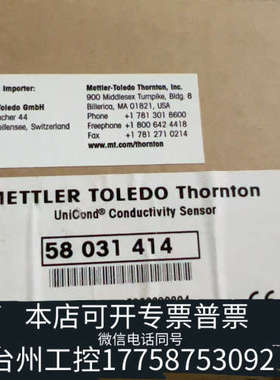 Importer:
Toledo GmbH
acher 44
ellensee, Switzerland
Mettler-Toledo Thornton, Inc.
900 Middlesex Turnpike, Bldg. 8
Billerica, MA 01821, USA
Phone +1 781 301 8600
Freephone +1 800 642 4418
Fax +1 781 271 0214
www.mt.com/thornton
METTLER TOLEDO Thornton
UniCond® Conductivity Sensor
58 031 414
CE
本店可开专票普票
微信电话同号
台州工控17758753092